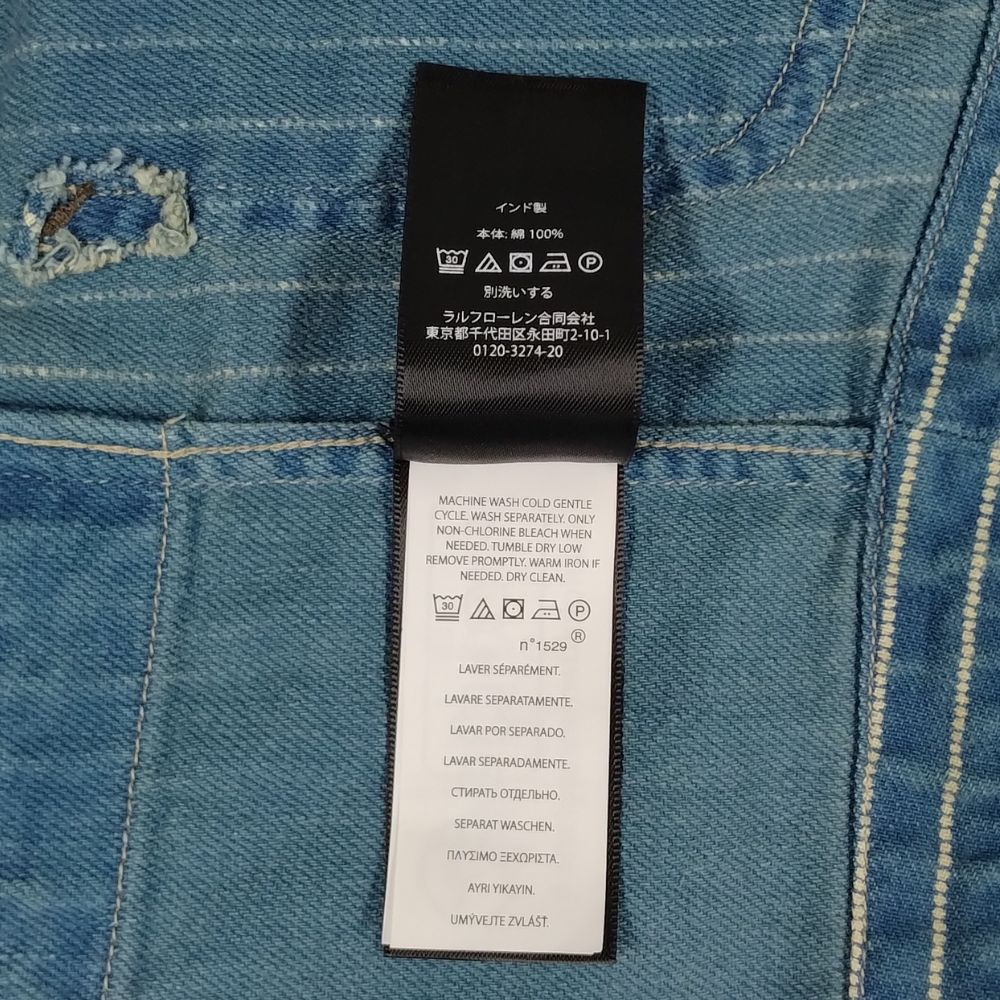 インド製
本体: 綿 100%
30 P
別洗いする
ラルフローレン合同会社
東京都千代田区永田町2-10-1
0120-3274-20
MACHINE WASH COLD GENTLE
CYCLE. WASH SEPARATELY. ONLY
NON-CHLORINE BLEACH WHEN
NEEDED. TUMBLE DRY LOW
REMOVE PROMPTLY. WARM IRON IF
NEEDED. DRY CLEAN.
30 P
n°1529 ®
LAVER SÉPARÉMENT.
LAVARE SEPARATAMENTE.
LAVAR POR SEPARADO.
LAVAR SEPARADAMENTE.
СТИРАТЬ ОТДЕЛЬНО.
SEPARAT WASCHEN.
ΠΛΥΣΙΜΟ ΞΕΧΩΡΙΣΤΑ.
AYRI YIKAYIN.
UMÝVEJTE ZVLÁŠŤ.